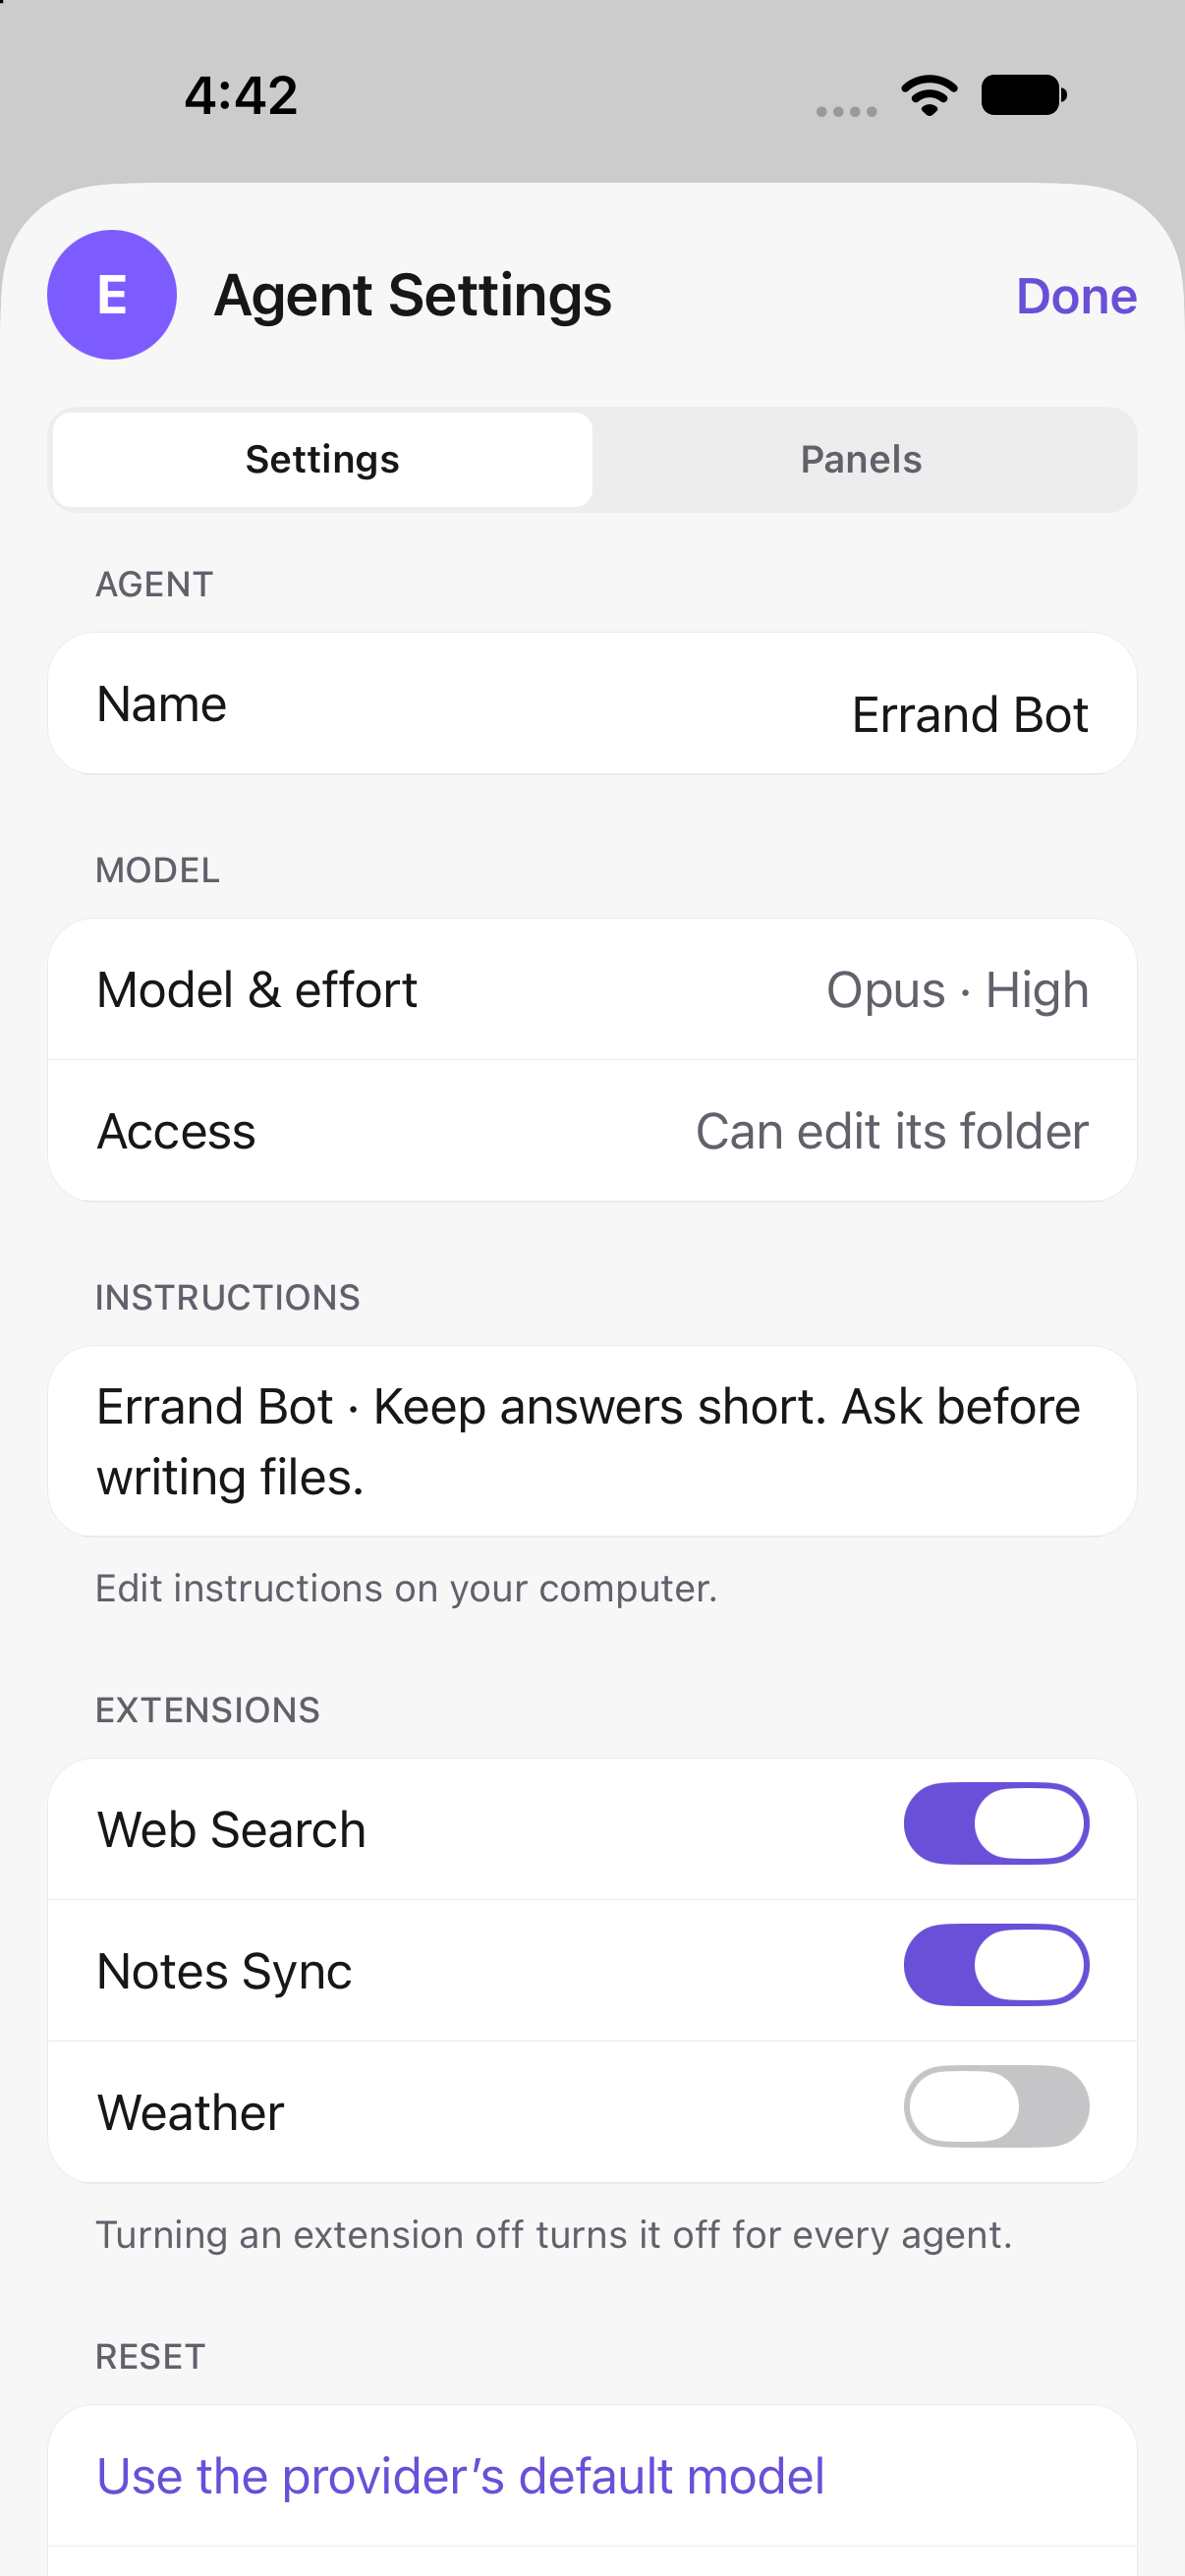 4:42
E
Agent Settings
Done
Settings
Panels
AGENT
Name
Errand Bot
MODEL
Model & effort
Opus · High
Access
Can edit its folder
INSTRUCTIONS
Errand Bot · Keep answers short. Ask before
writing files.
Edit instructions on your computer.
EXTENSIONS
Web Search
Notes Sync
Weather
Turning an extension off turns it off for every agent.
RESET
Use the provider’s default model